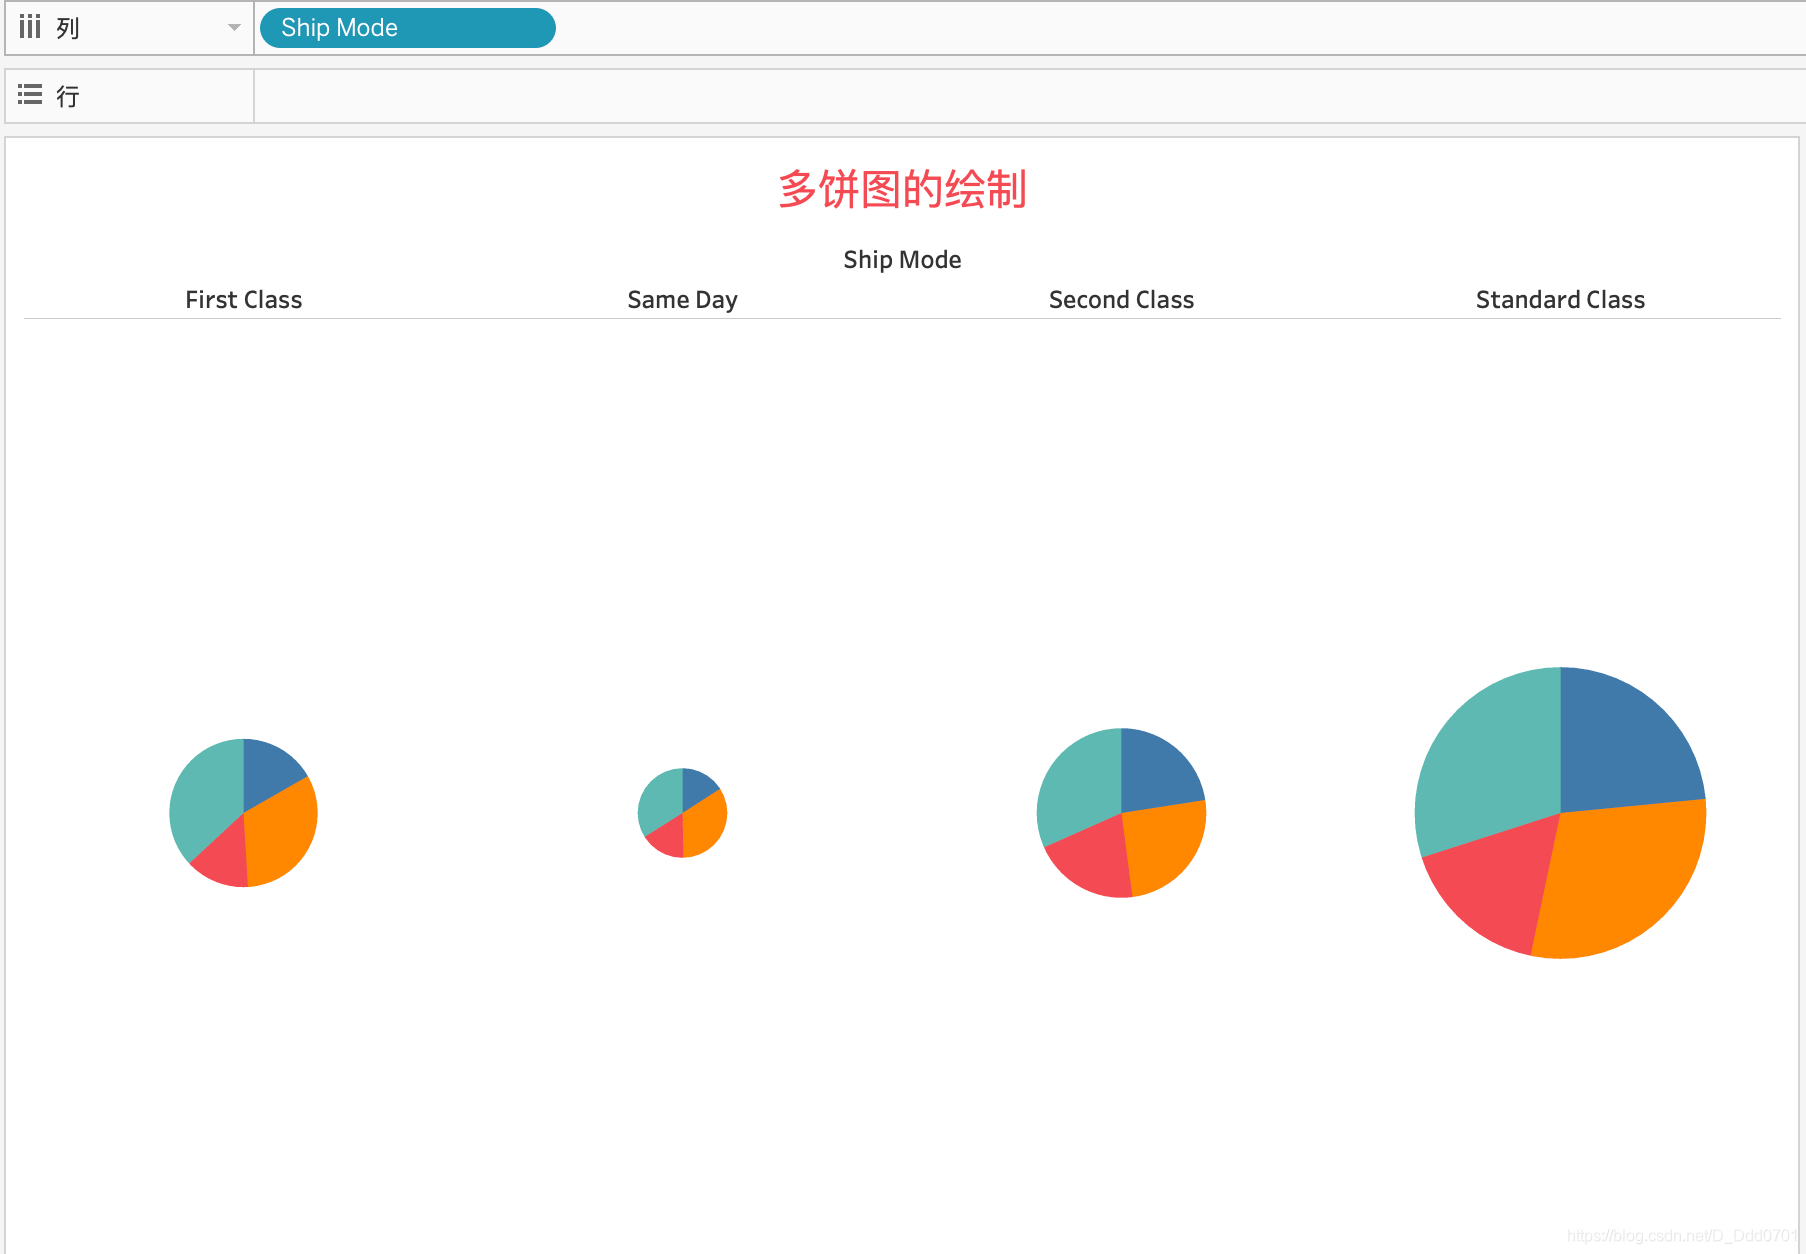 列
Ship Mode
行
多饼图的绘制
Ship Mode
First Class
Same Day
Second Class
Standard Class
https://blog.csdn.net/D_Ddd0701